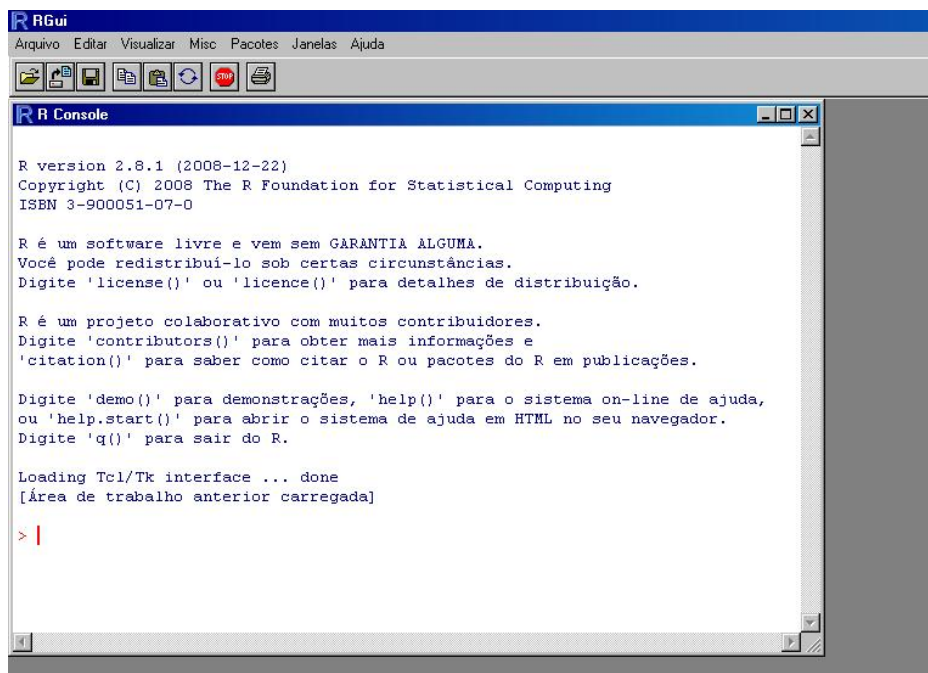 RGui
Arquivo Editar Visualizar Misc Pacotes Janelas Ajuda
STOP
R Console
R version 2.8.1 (2008-12-22)
Copyright (C) 2008 The R Foundation for Statistical Computing
ISBN 3-900051-07-0
R é um software livre e vem sem GARANTIA ALGUMA.
Você pode redistribuí-lo sob certas circunstâncias.
Digite 'license()' ou 'licence()' para detalhes de distribuição.
R é um projeto colaborativo com muitos contribuidores.
Digite 'contributors()' para obter mais informações e
'citation()' para saber como citar o R ou pacotes do R em publicações.
Digite 'demo()' para demonstrações, 'help()' para o sistema on-line de ajuda,
ou 'help.start()' para abrir o sistema de ajuda em HTML no seu navegador.
Digite 'q()' para sair do R.
Loading Tcl/Tk interface ... done
[Área de trabalho anterior carregada]
>